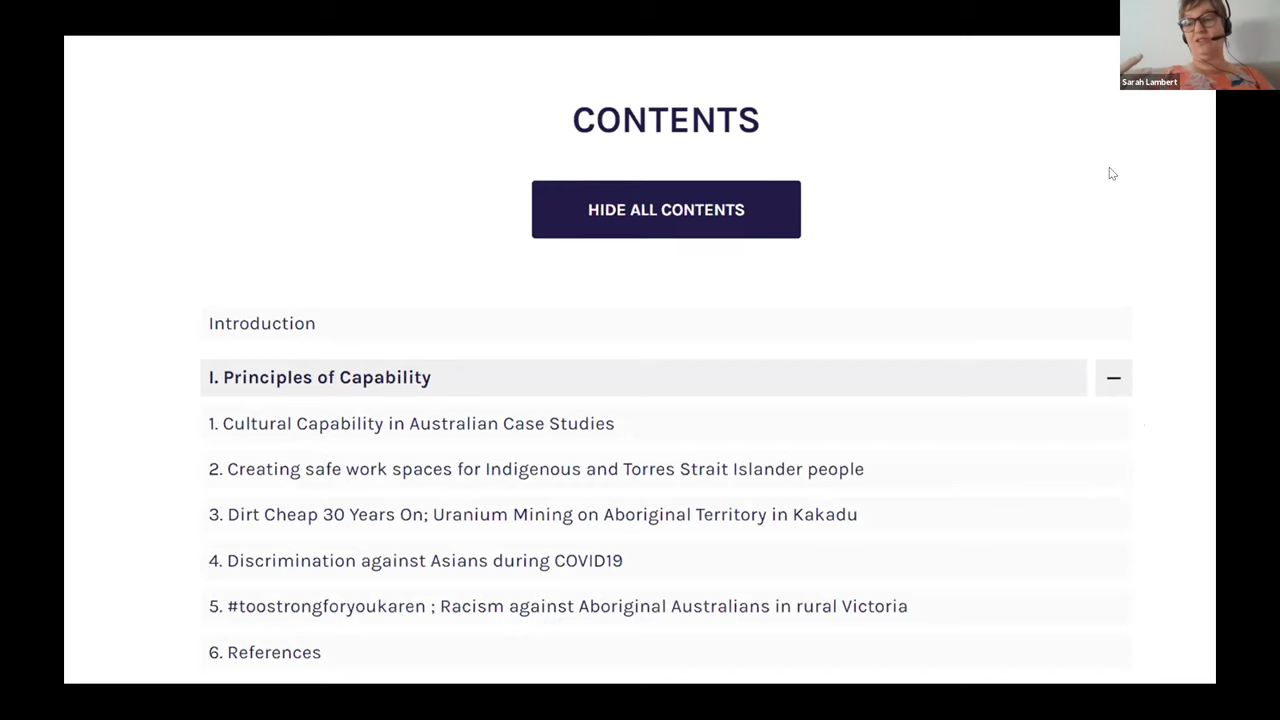 Sarah Lambert
CONTENTS
HIDE ALL CONTENTS
Introduction
I. Principles of Capability
1. Cultural Capability in Australian Case Studies
2. Creating safe work spaces for Indigenous and Torres Strait Islander people
3. Dirt Cheap 30 Years On; Uranium Mining on Aboriginal Territory in Kakadu
4. Discrimination against Asians during COVID19
5. #toostrongforyoukaren ; Racism against Aboriginal Australians in rural Victoria
6. References